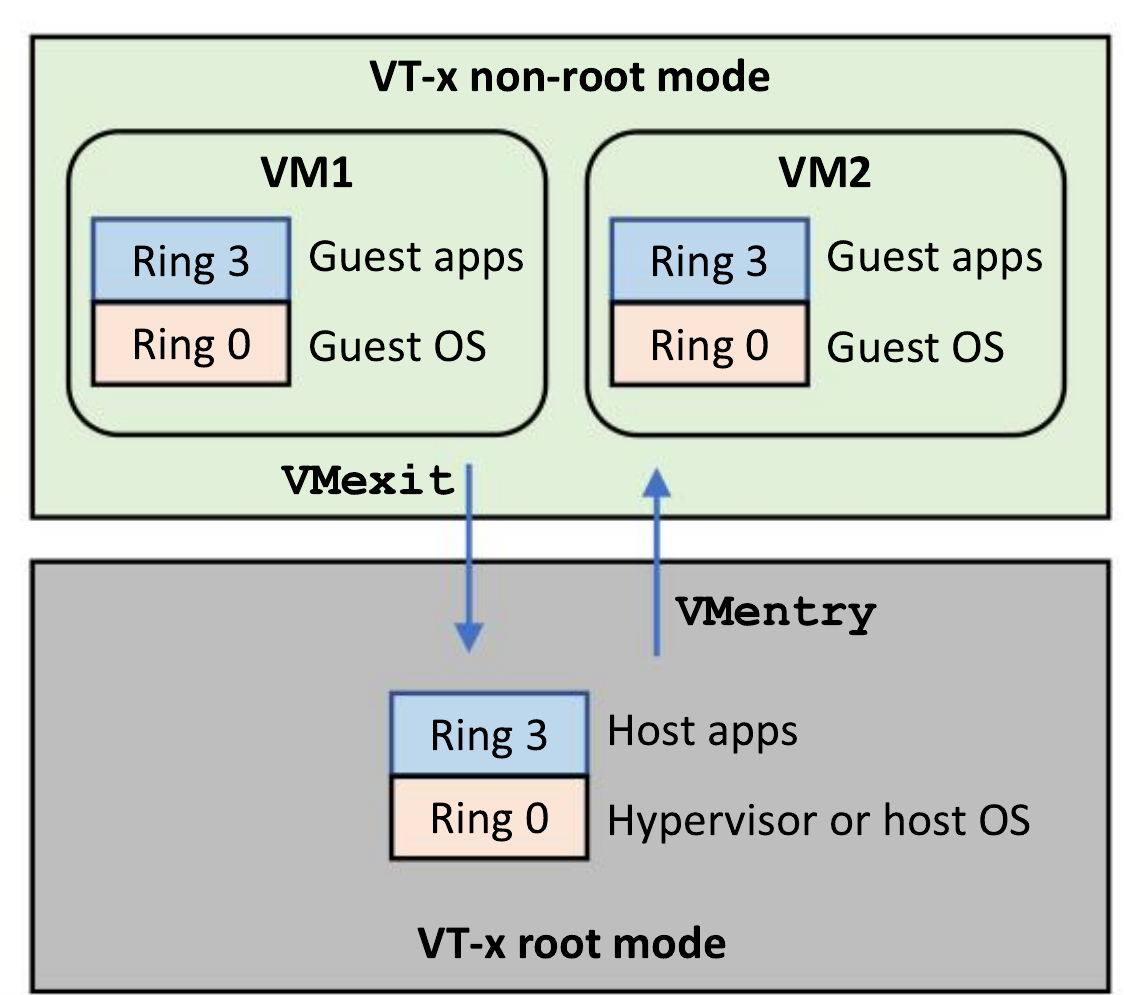 VT-x non-root mode
VM1
Ring 3 Guest apps
Ring 0 Guest OS
VM2
Ring 3 Guest apps
Ring 0 Guest OS
VMexit
VMentry
Ring 3 Host apps
Ring 0 Hypervisor or host OS
VT-x root mode